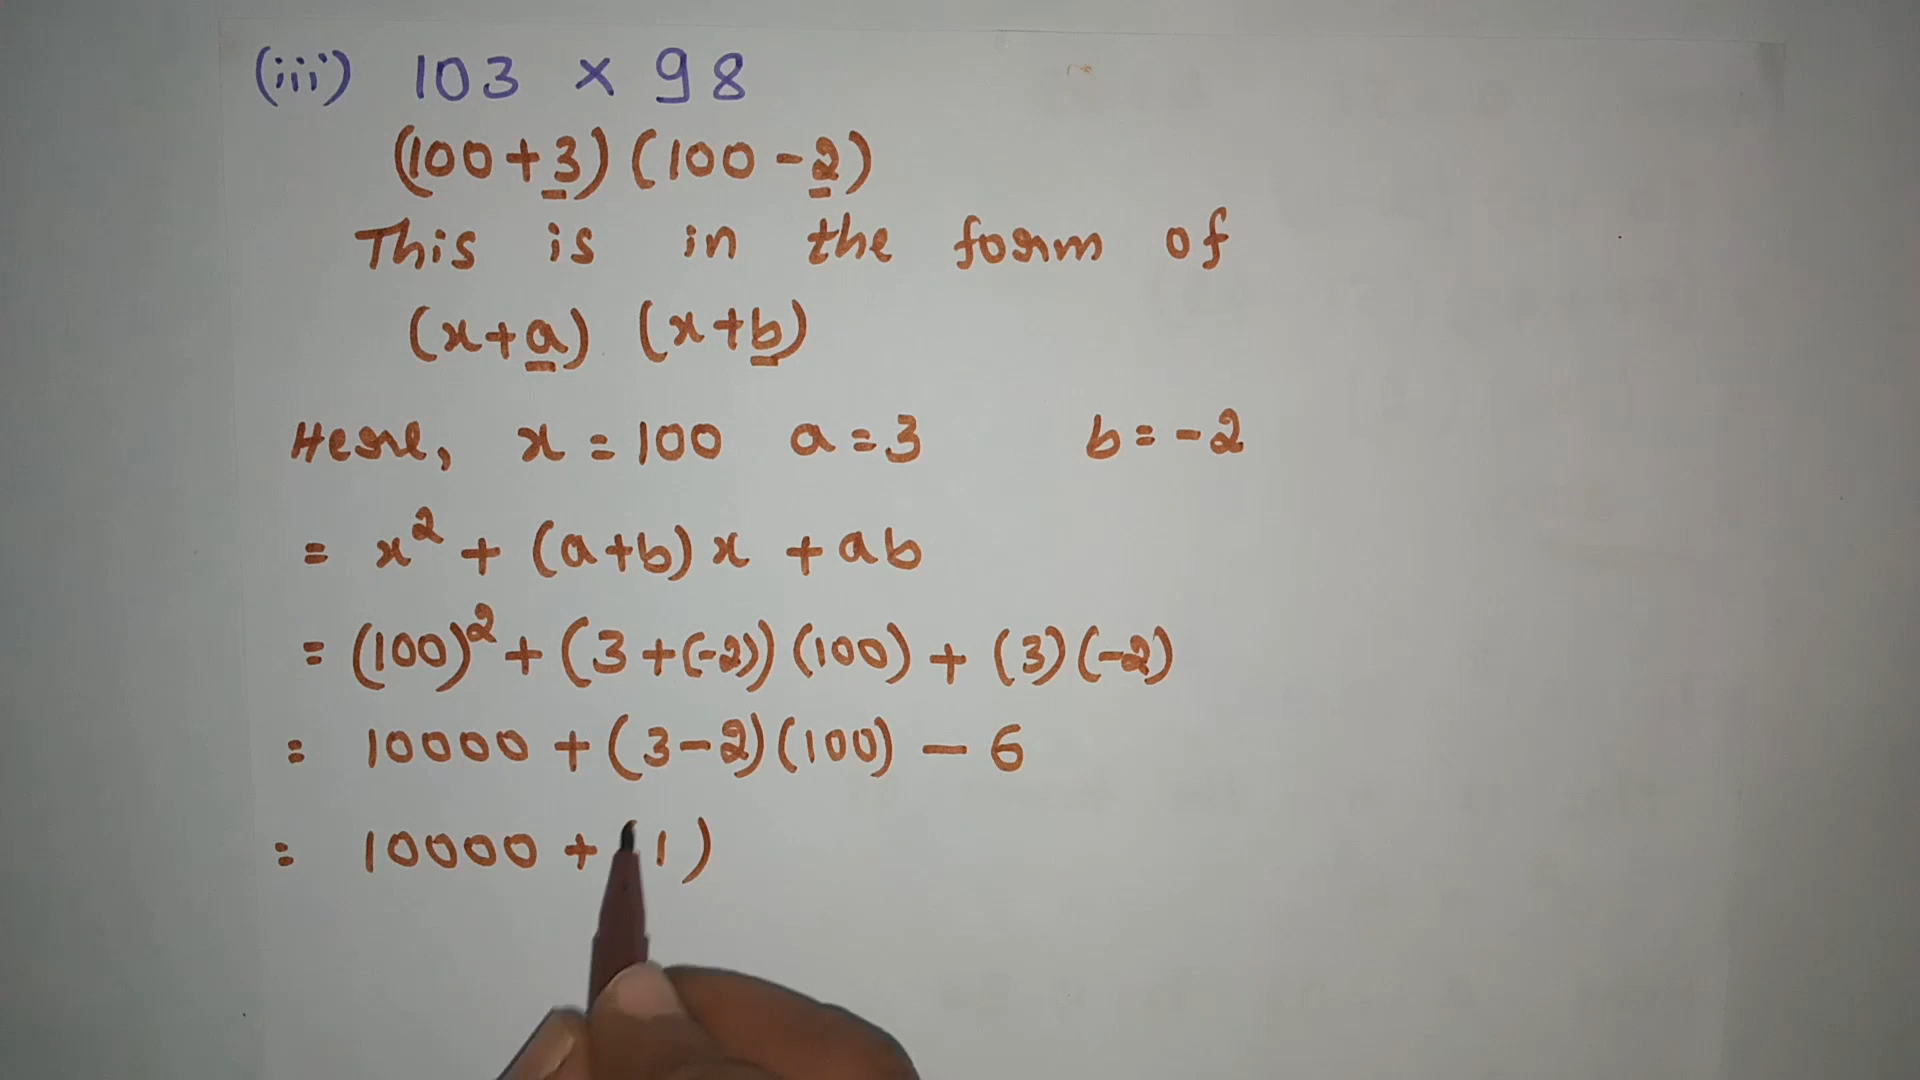 (iii) 103 × 98
(100+3) (100-2)
This is in the form of
(x+a) (x+b)
Here, x = 100 a = 3 b = -2
= x² + (a+b) x + ab
= (100)² + (3+(-2)) (100) + (3) (-2)
= 10000 + (3-2) (100) - 6
= 10000 + 1)